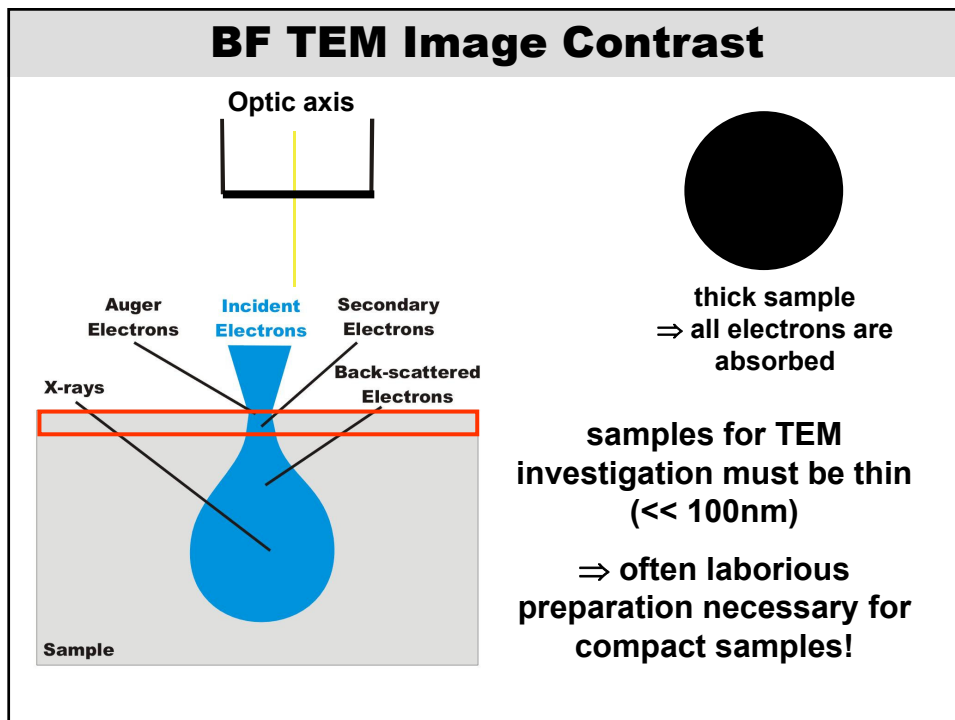 BF TEM Image Contrast
Optic axis
Auger
Electrons
Incident
Electrons
Secondary
Electrons
X-rays
Back-scattered
Electrons
Sample
thick sample
⇒ all electrons are
absorbed
samples for TEM
investigation must be thin
(<< 100nm)
⇒ often laborious
preparation necessary for
compact samples!